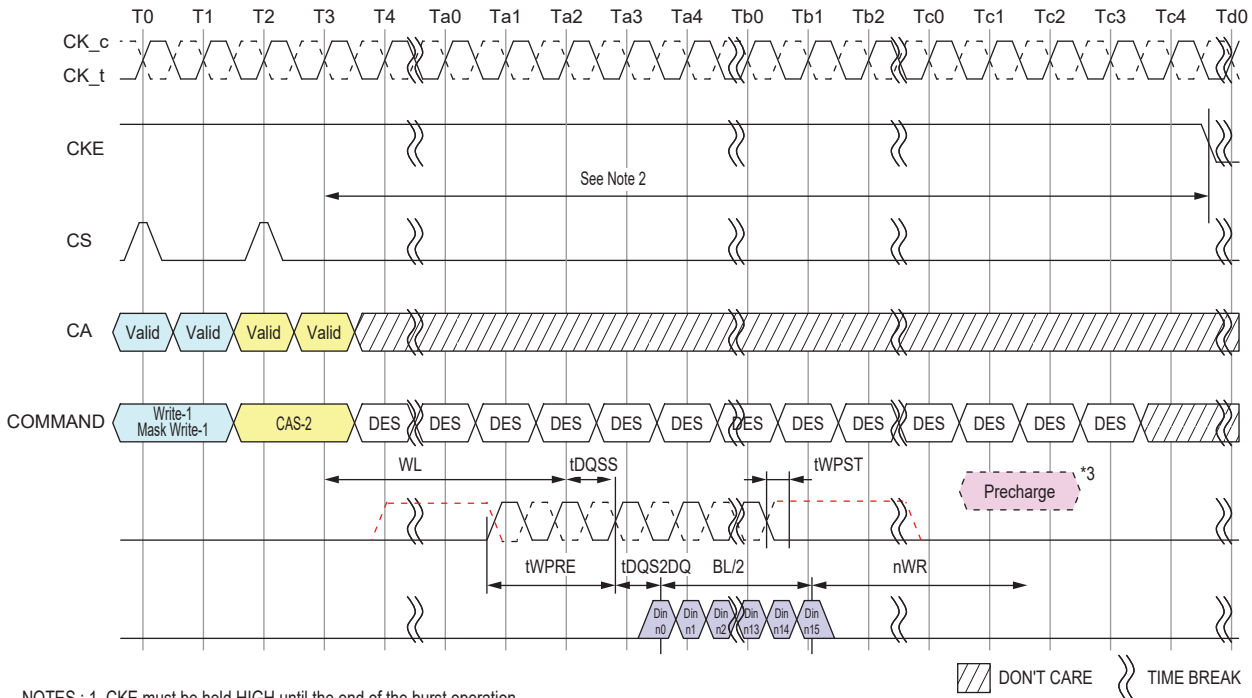 T0 T1 T2 T3 T4 Ta0 Ta1 Ta2 Ta3 Ta4 Tb0 Tb1 Tb2 Tc0 Tc1 Tc2 Tc3 Tc4 Td0
CK_c
CK_t
CKE
See Note 2
CS
CA Valid Valid Valid Valid
COMMAND Write-1 Mask Write-1 CAS-2 DES DES DES DES DES DES DES DES DES DES DES DES DES
WL tDQSS tWPST
Precharge *3
tWPRE tDQS2DQ BL/2 nWR
Din n0 Din n1 Din n2 Din n13 Din n14 Din n15
DON'T CARE TIME BREAK
NOTES : 1. CKE must be held HIGH until the end of the burst operation.